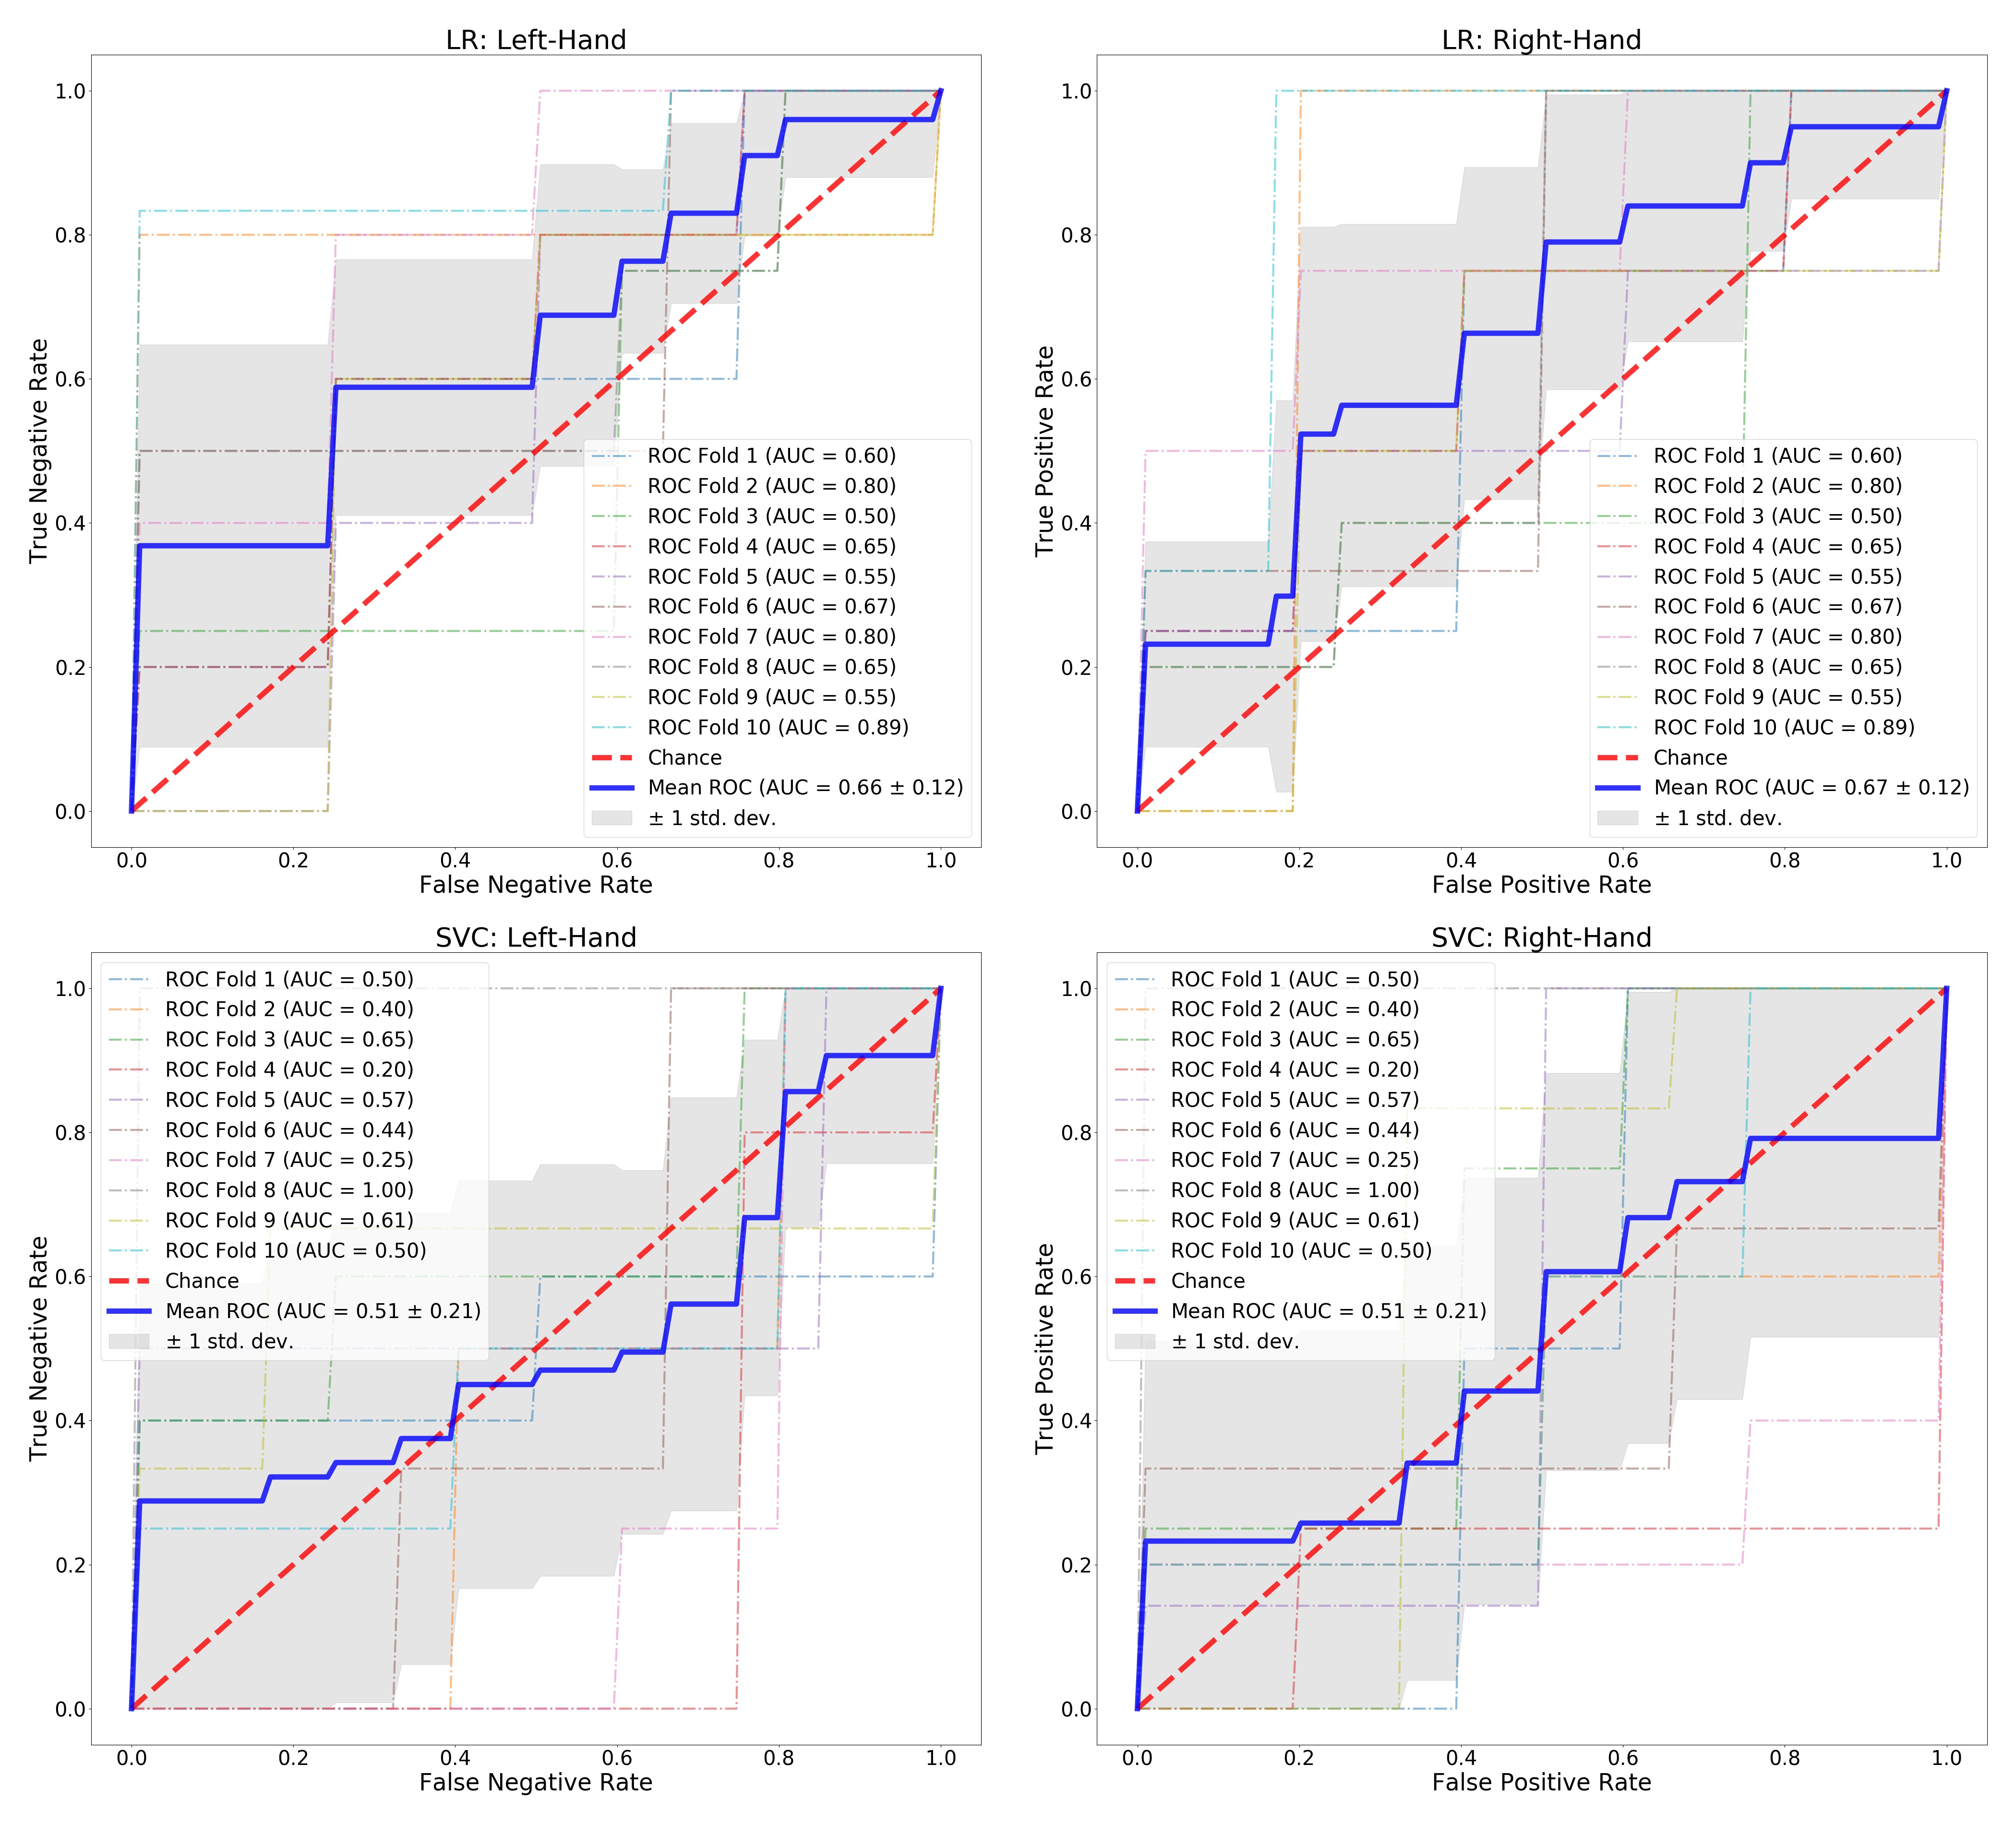 LR: Left-Hand
True Negative Rate
1.0
0.8
0.6
0.4
0.2
0.0
ROC Fold 1 (AUC = 0.60)
ROC Fold 2 (AUC = 0.80)
ROC Fold 3 (AUC = 0.50)
ROC Fold 4 (AUC = 0.65)
ROC Fold 5 (AUC = 0.55)
ROC Fold 6 (AUC = 0.67)
ROC Fold 7 (AUC = 0.80)
ROC Fold 8 (AUC = 0.65)
ROC Fold 9 (AUC = 0.55)
ROC Fold 10 (AUC = 0.89)
Chance
Mean ROC (AUC = 0.66 ± 0.12)
± 1 std. dev.
0.0 0.2 0.4 0.6 0.8 1.0
False Negative Rate
LR: Right-Hand
True Positive Rate
1.0
0.8
0.6
0.4
0.2
0.0
ROC Fold 1 (AUC = 0.60)
ROC Fold 2 (AUC = 0.80)
ROC Fold 3 (AUC = 0.50)
ROC Fold 4 (AUC = 0.65)
ROC Fold 5 (AUC = 0.55)
ROC Fold 6 (AUC = 0.67)
ROC Fold 7 (AUC = 0.80)
ROC Fold 8 (AUC = 0.65)
ROC Fold 9 (AUC = 0.55)
ROC Fold 10 (AUC = 0.89)
Chance
Mean ROC (AUC = 0.67 ± 0.12)
± 1 std. dev.
0.0 0.2 0.4 0.6 0.8 1.0
False Positive Rate
SVC: Left-Hand
True Negative Rate
1.0
0.8
0.6
0.4
0.2
0.0
ROC Fold 1 (AUC = 0.50)
ROC Fold 2 (AUC = 0.40)
ROC Fold 3 (AUC = 0.65)
ROC Fold 4 (AUC = 0.20)
ROC Fold 5 (AUC = 0.57)
ROC Fold 6 (AUC = 0.44)
ROC Fold 7 (AUC = 0.25)
ROC Fold 8 (AUC = 1.00)
ROC Fold 9 (AUC = 0.61)
ROC Fold 10 (AUC = 0.50)
Chance
Mean ROC (AUC = 0.51 ± 0.21)
± 1 std. dev.
0.0 0.2 0.4 0.6 0.8 1.0
False Negative Rate
SVC: Right-Hand
True Positive Rate
1.0
0.8
0.6
0.4
0.2
0.0
ROC Fold 1 (AUC = 0.50)
ROC Fold 2 (AUC = 0.40)
ROC Fold 3 (AUC = 0.65)
ROC Fold 4 (AUC = 0.20)
ROC Fold 5 (AUC = 0.57)
ROC Fold 6 (AUC = 0.44)
ROC Fold 7 (AUC = 0.25)
ROC Fold 8 (AUC = 1.00)
ROC Fold 9 (AUC = 0.61)
ROC Fold 10 (AUC = 0.50)
Chance
Mean ROC (AUC = 0.51 ± 0.21)
± 1 std. dev.
0.0 0.2 0.4 0.6 0.8 1.0
False Positive Rate